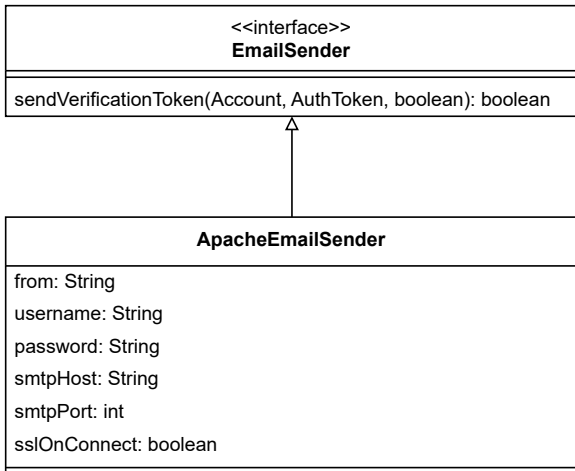 <<interface>>
EmailSender
sendVerificationToken(Account, AuthToken, boolean): boolean
ApacheEmailSender
from: String
username: String
password: String
smtpHost: String
smtpPort: int
sslOnConnect: boolean